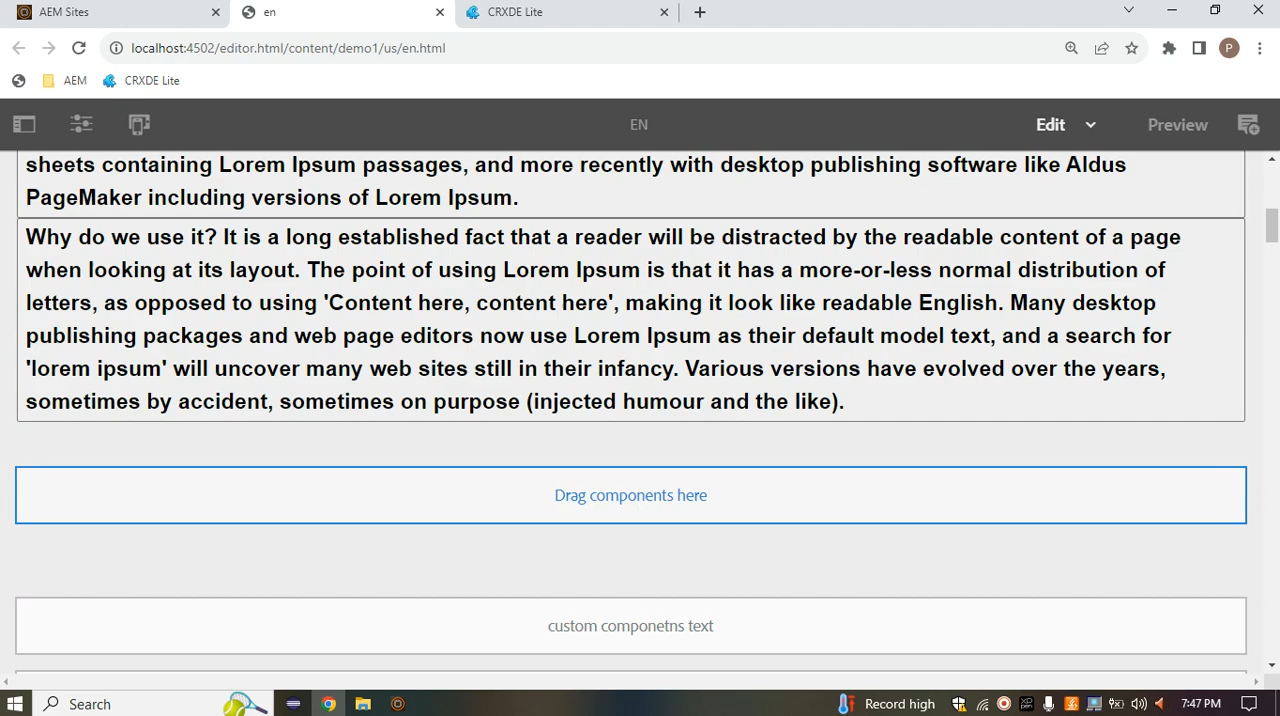 AEM Sites
en
CRXDE Lite
localhost:4502/editor.html/content/demo1/us/en.html
P
AEM
CRXDE Lite
EN
Edit
Preview
sheets containing Lorem Ipsum passages, and more recently with desktop publishing software like Aldus
PageMaker including versions of Lorem Ipsum.
Why do we use it? It is a long established fact that a reader will be distracted by the readable content of a page
when looking at its layout. The point of using Lorem Ipsum is that it has a more-or-less normal distribution of
letters, as opposed to using 'Content here, content here', making it look like readable English. Many desktop
publishing packages and web page editors now use Lorem Ipsum as their default model text, and a search for
'lorem ipsum' will uncover many web sites still in their infancy. Various versions have evolved over the years,
sometimes by accident, sometimes on purpose (injected humour and the like).
Drag components here
custom componetns text
Search
Record high
7:47 PM